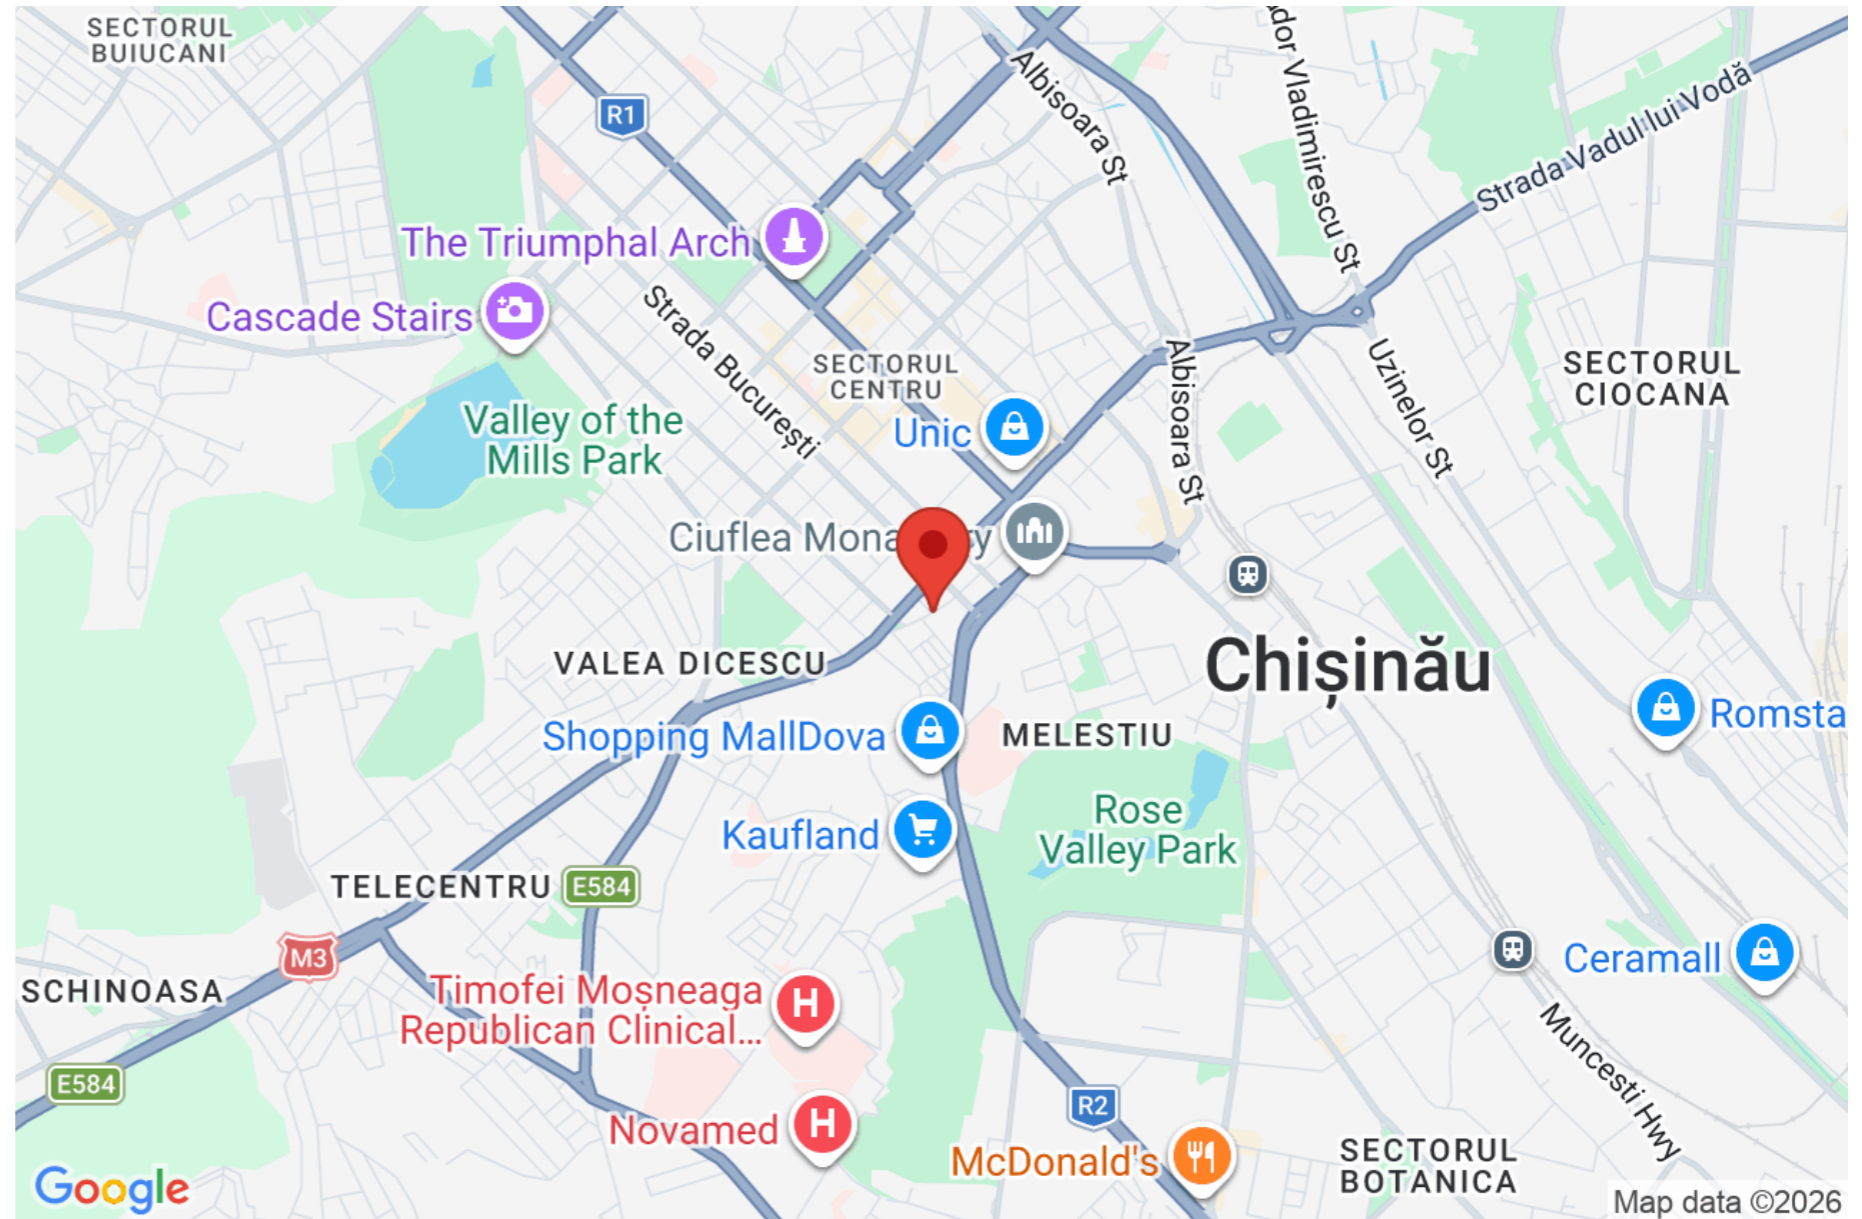 SECTORUL
BUIUCANI
R1
Albisoara St
dor Vladimirescu St
Strada Vadul lui Vodă
The Triumphal Arch
Cascade Stairs
Strada București
SECTORUL
CENTRU
Albisoara St
Uzinelor St
SECTORUL
CIOCANA
Valley of the
Mills Park
Unic
Ciuflea Mona
y
VALEA DICESCU
Chișinău
Shopping MallDova
MELESTIU
Romsta
Rose
Valley Park
Kaufland
TELECENTRU
E584
M3
Ceramall
SCHINOASA
Timofei Moșneaga
Republican Clinical...
H
Muncesti Hwy
E584
R2
Novamed
H
McDonald's
SECTORUL
BOTANICA
Google
Map data ©2026